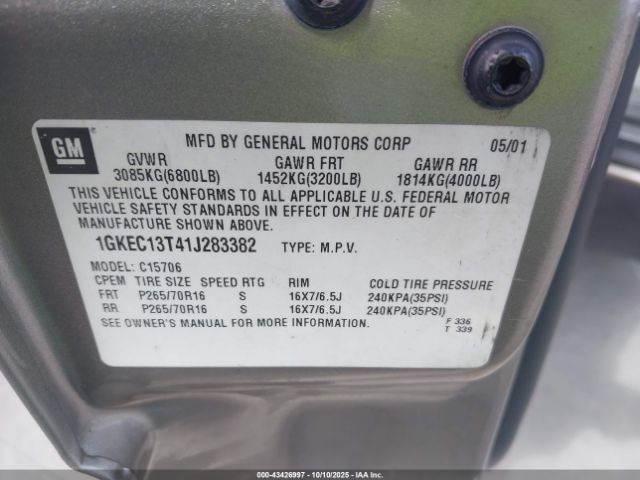 GM
MFD BY GENERAL MOTORS CORP 05/01
GVWR GAWR FRT GAWR RR
3085KG(6800LB) 1452KG(3200LB) 1814KG(4000LB)
THIS VEHICLE CONFORMS TO ALL APPLICABLE U.S. FEDERAL MOTOR
VEHICLE SAFETY STANDARDS IN EFFECT ON THE DATE OF
MANUFACTURE SHOWN ABOVE.
1GKEC13T41J283382 TYPE: M.P.V.
MODEL: C15706
CPEM TIRE SIZE SPEED RTG RIM COLD TIRE PRESSURE
FRT P265/70R16 S 16X7/6.5J 240KPA(35PSI)
RR P265/70R16 S 16X7/6.5J 240KPA(35PSI)
SEE OWNER'S MANUAL FOR MORE INFORMATION. F 336
T 339
000-43426997 - 10/10/2025 - Copyright IAA, Inc.